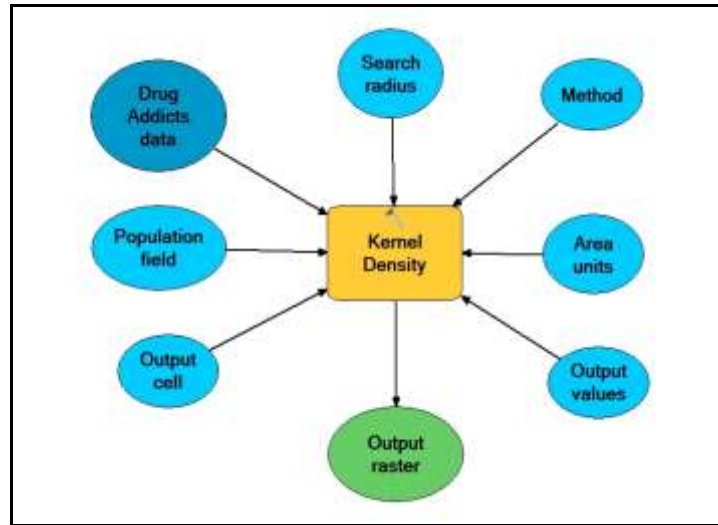 Search
radius
Drug
Addicts
data
Method
Population
field
Kernel
Density
Area
units
Output
cell
Output
values
Output
raster